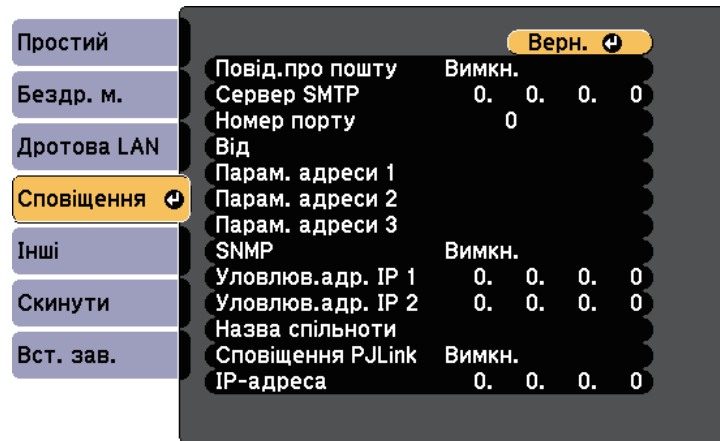 Простий
Бездр. м.
Дротова LAN
Сповіщення
Інші
Скинути
Вст. зав.
Верн.
Повід.про пошту Вимкн.
Сервер SMTP 0. 0. 0. 0
Номер порту 0
Від
Парам. адреси 1
Парам. адреси 2
Парам. адреси 3
SNMP Вимкн.
Уловлюв.адр. IP 1 0. 0. 0. 0
Уловлюв.адр. IP 2 0. 0. 0. 0
Назва спільноти
Сповіщення PJLink Вимкн.
IP-адреса 0. 0. 0. 0